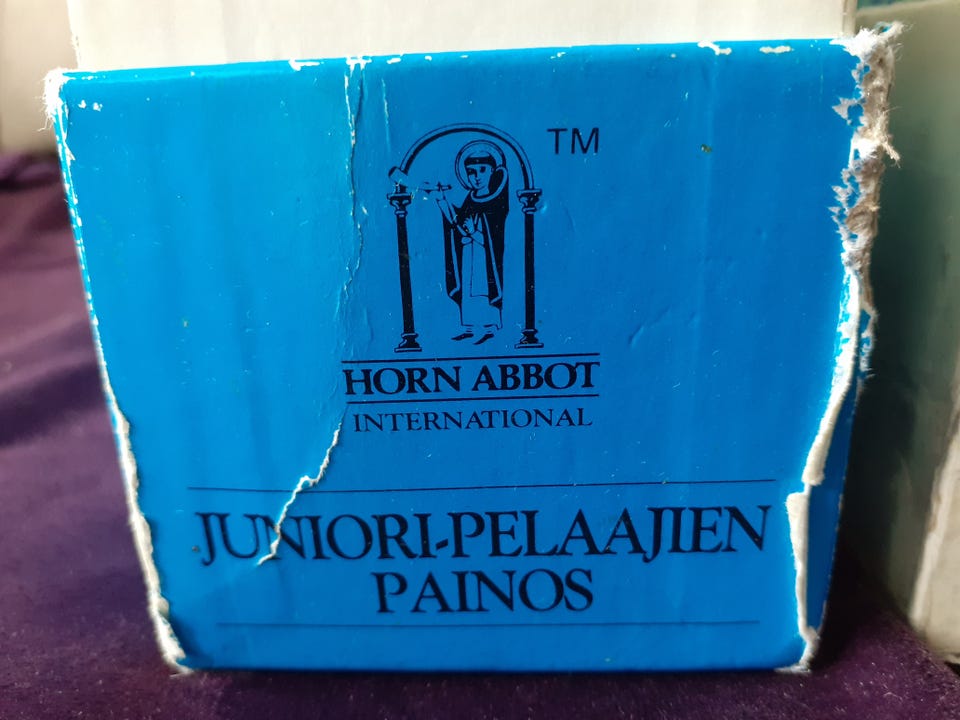 TM
HORN ABBOT
INTERNATIONAL
JUNIORI-PELAAJIEN
PAINOS